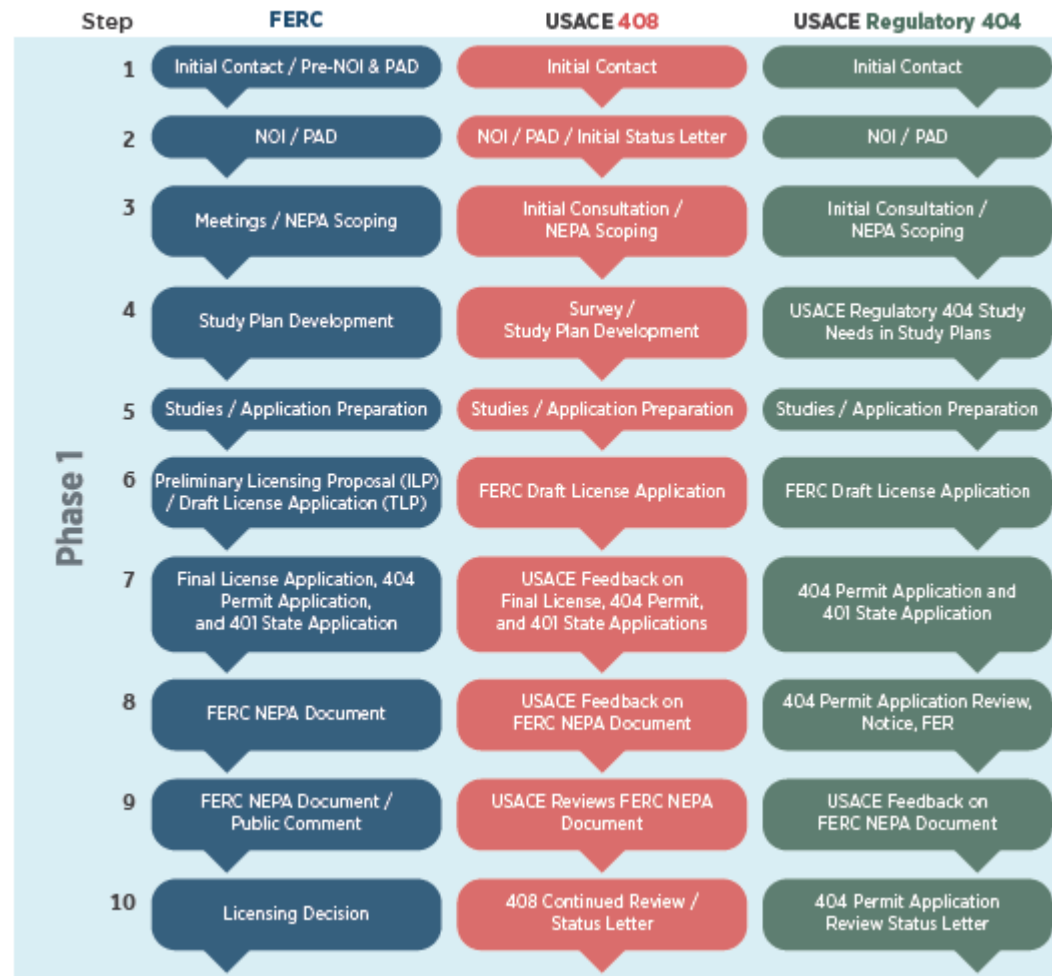 Step
FERC
USACE 408
USACE Regulatory 404
Phase 1
1
Initial Contact / Pre-NOI & PAD
Initial Contact
Initial Contact
2
NOI / PAD
NOI / PAD / Initial Status Letter
NOI / PAD
3
Meetings / NEPA Scoping
Initial Consultation /
NEPA Scoping
Initial Consultation /
NEPA Scoping
4
Study Plan Development
Survey /
Study Plan Development
USACE Regulatory 404 Study
Needs in Study Plans
5
Studies / Application Preparation
Studies / Application Preparation
Studies / Application Preparation
6
Preliminary Licensing Proposal (ILP)
/ Draft License Application (TLP)
FERC Draft License Application
FERC Draft License Application
7
Final License Application, 404
Permit Application,
and 401 State Application
USACE Feedback on
Final License, 404 Permit,
and 401 State Applications
404 Permit Application and
401 State Application
8
FERC NEPA Document
USACE Feedback on
FERC NEPA Document
404 Permit Application Review,
Notice, FER
9
FERC NEPA Document /
Public Comment
USACE Reviews FERC NEPA
Document
USACE Feedback on
FERC NEPA Document
10
Licensing Decision
408 Continued Review /
Status Letter
404 Permit Application
Review Status Letter